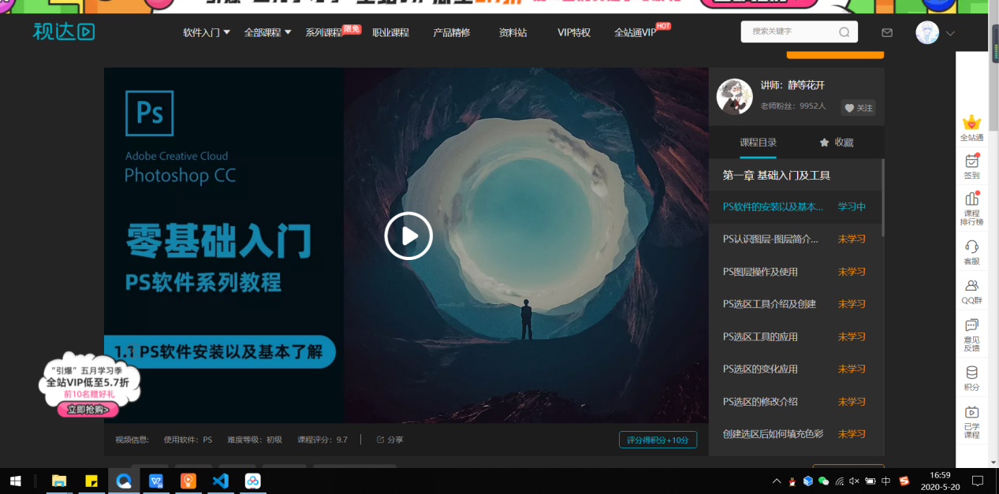 视达
软件入门
全部课程
系列课程
限免
职业课程
产品精修
资料站
VIP特权
全站通VIP
HOT
搜索关键字
Ps
Adobe Creative Cloud
Photoshop CC
零基础入门
PS软件系列教程
1.1 PS软件安装以及基本了解
“引爆”五月学习季
全站VIP低至5.7折
前10名赠好礼
立即抢购>
视频信息:
使用软件：PS
难度等级：初级
课程评分：9.7
分享
评分得积分+10分
讲师：静等花开
老师粉丝：9952人
关注
课程目录
收藏
第一章 基础入门及工具
PS软件的安装以及基本... 学习中
PS认识图层-图层简介... 未学习
PS图层操作及使用 未学习
PS选区工具介绍及创建 未学习
PS选区工具的应用 未学习
PS选区的变化应用 未学习
PS选区的修改介绍 未学习
创建选区后如何填充色彩 未学习
全站通
签到
课程
排行榜
客服
QQ群
意见
反馈
积分
已学
课程
中
16:59
2020-5-20